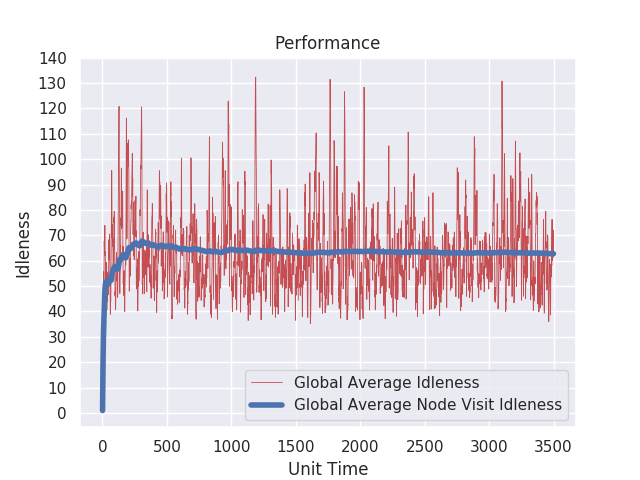 Performance
140
130
120
110
100
90
80
70
60
50
40
30
20
10
0
Idleness
Global Average Idleness
Global Average Node Visit Idleness
0 500 1000 1500 2000 2500 3000 3500
Unit Time